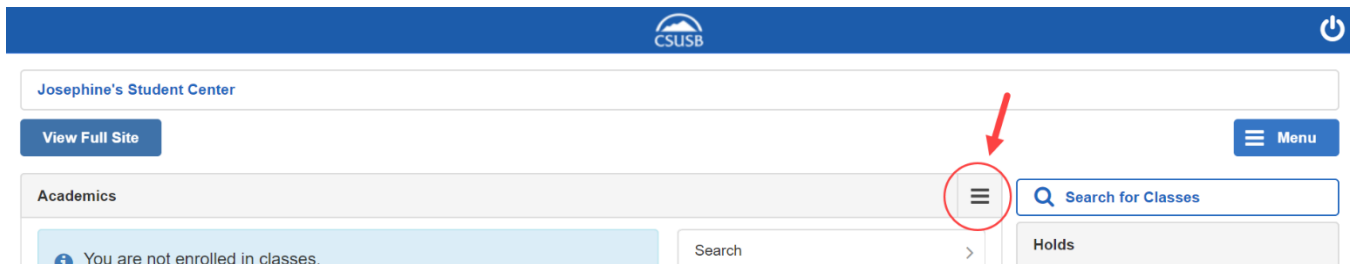 CSUSB
Josephine's Student Center
View Full Site
Menu
Academics
Search for Classes
You are not enrolled in classes.
Search
Holds